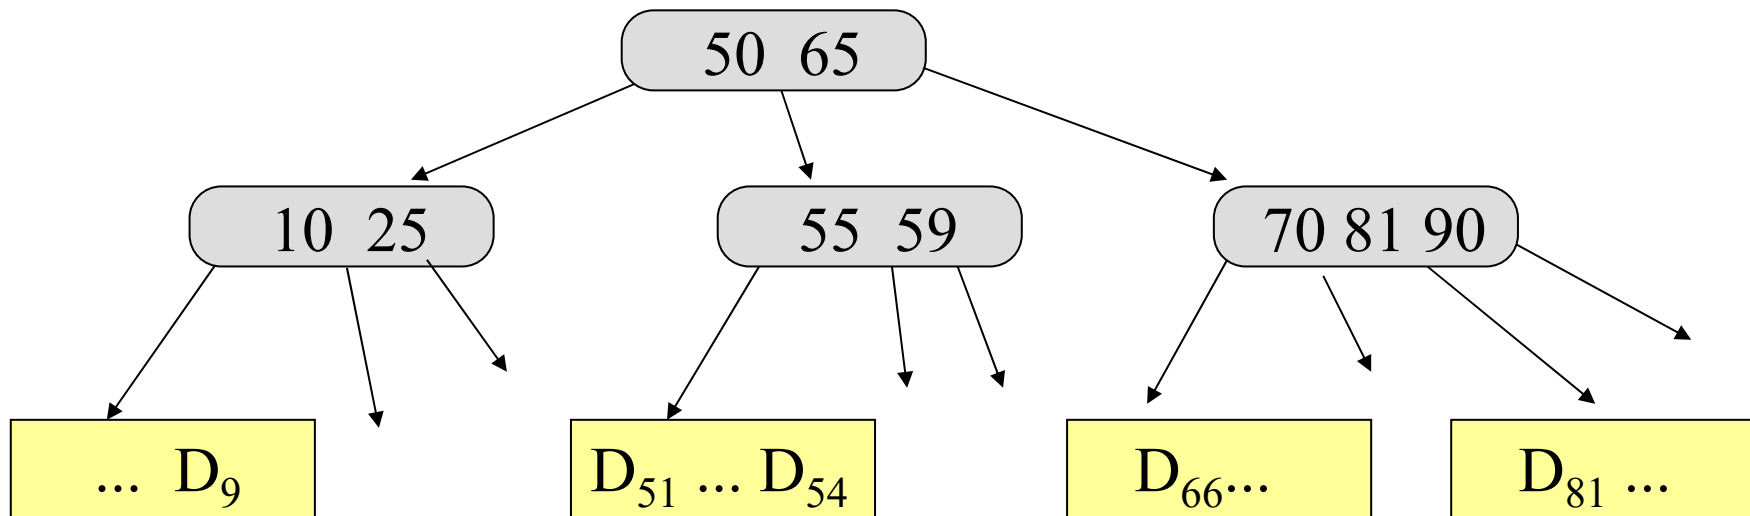 50 65
10 25
55 59
70 81 90
... D₉
D₅₁ ... D₅₄
D₆₆...
D₈₁ ...